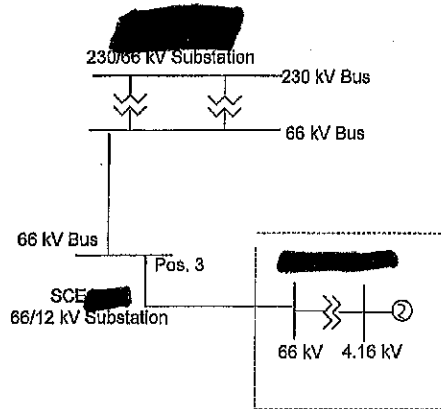 230/66 kV Substation
230 kV Bus
66 kV Bus
66 kV Bus
Pos. 3
SCE
66/12 kV Substation
66 kV
4.16 kV